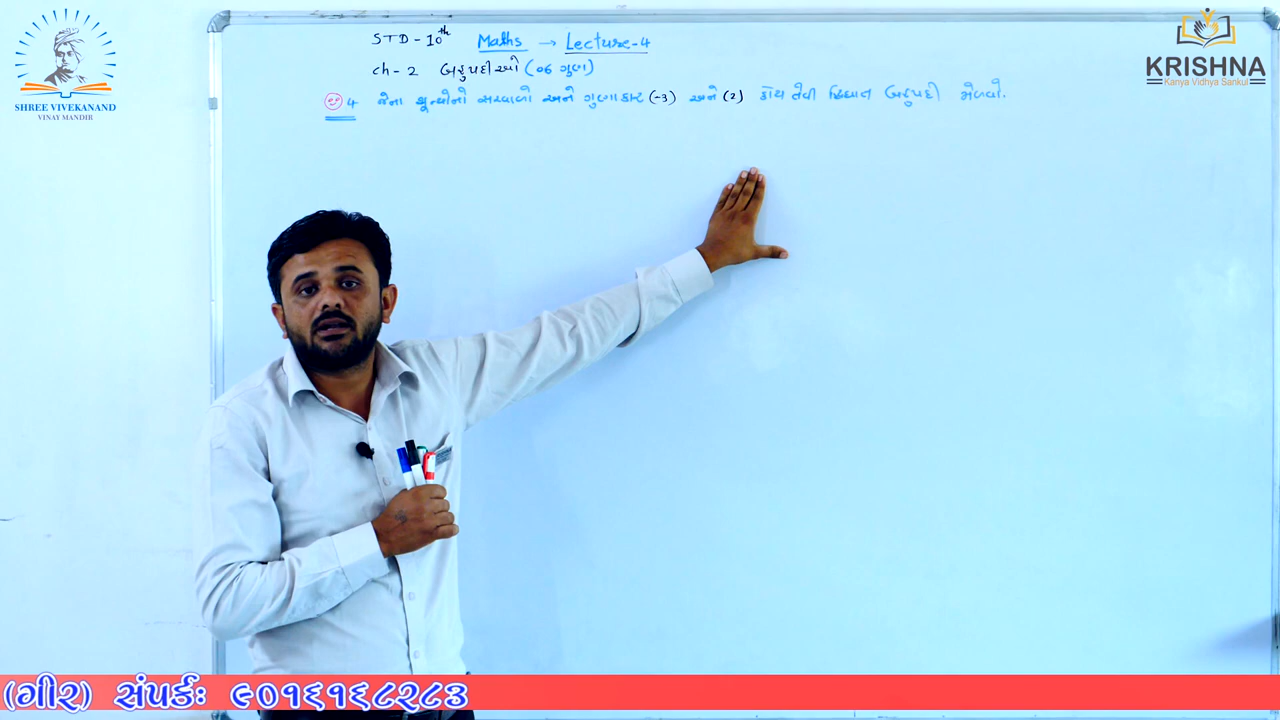 SHREE VIVEKANAND
VINAY MANDIR
KRISHNA
Kanya Vidhya Sankul
STD - 10th Maths → Lecture-4
ch - 2 બહુપદીઓ (06 ગુણ)
4 જેના શૂન્યોનો સરવાળો અને ગુણાકાર (-3) અને (2) હોય તેવી દ્વિઘાત બહુપદી મેળવો.
(ગીર) સંપર્કઃ ૯૦૧૬૧૬૮૨૮૩